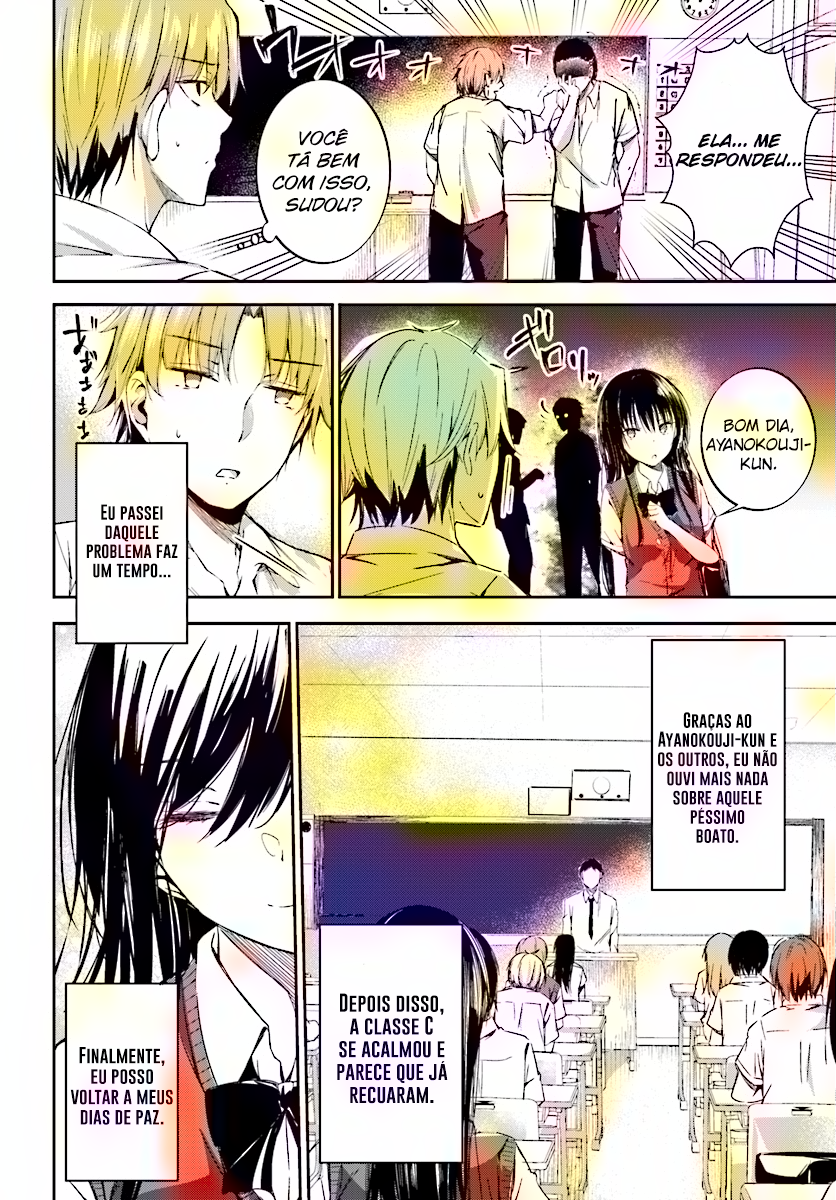 ELA... ME
RESPONDEU...
VOCÊ
TÁ BEM
COM ISSO,
SUDOU?
BOM DIA,
AYANOKOUJI-
KUN.
EU PASSEI
DAQUELE
PROBLEMA FAZ
UM TEMPO...
GRAÇAS AO
AYANOKOUJI-KUN E
OS OUTROS, EU NÃO
OUVI MAIS NADA
SOBRE AQUELE
PÉSSIMO
BOATO.
DEPOIS DISSO,
A CLASSE C
SE ACALMOU E
PARECE QUE JÁ
RECUARAM.
FINALMENTE,
EU POSSO
VOLTAR A MEUS
DIAS DE PAZ.